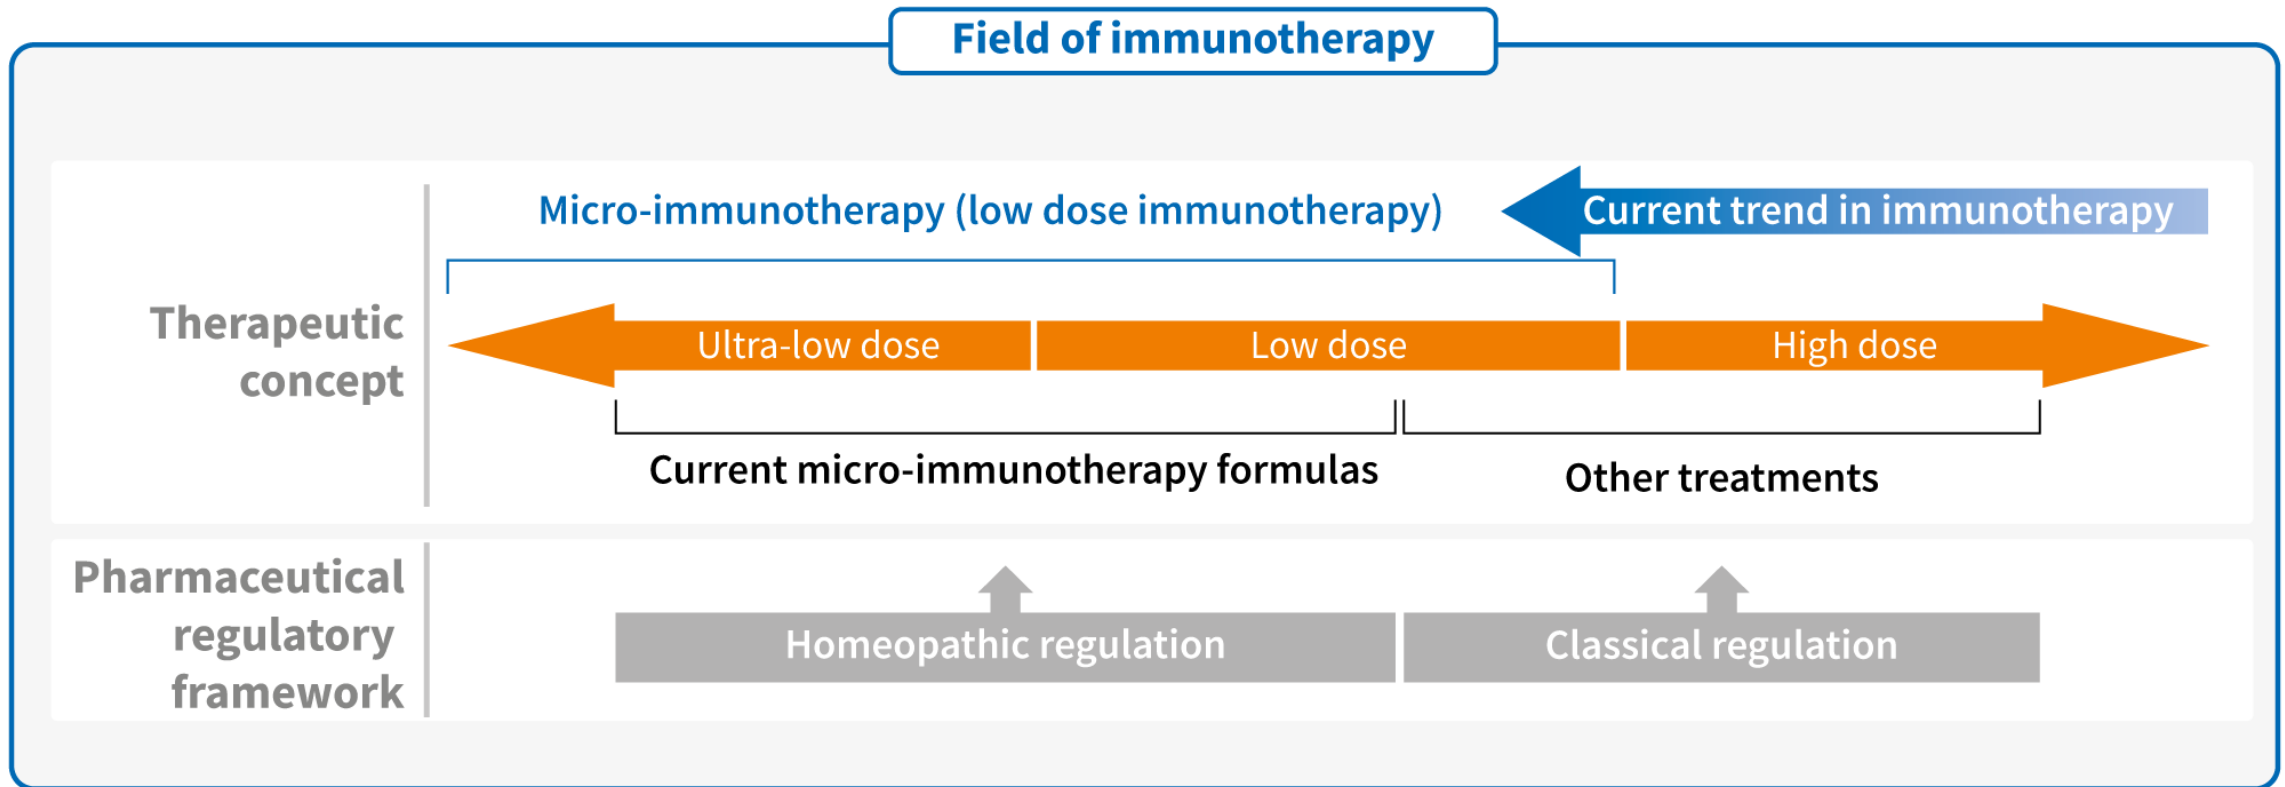 Field of immunotherapy
Micro-immunotherapy (low dose immunotherapy)
Current trend in immunotherapy
Therapeutic
concept
Ultra-low dose
Low dose
High dose
Current micro-immunotherapy formulas
Other treatments
Pharmaceutical
regulatory
framework
Homeopathic regulation
Classical regulation